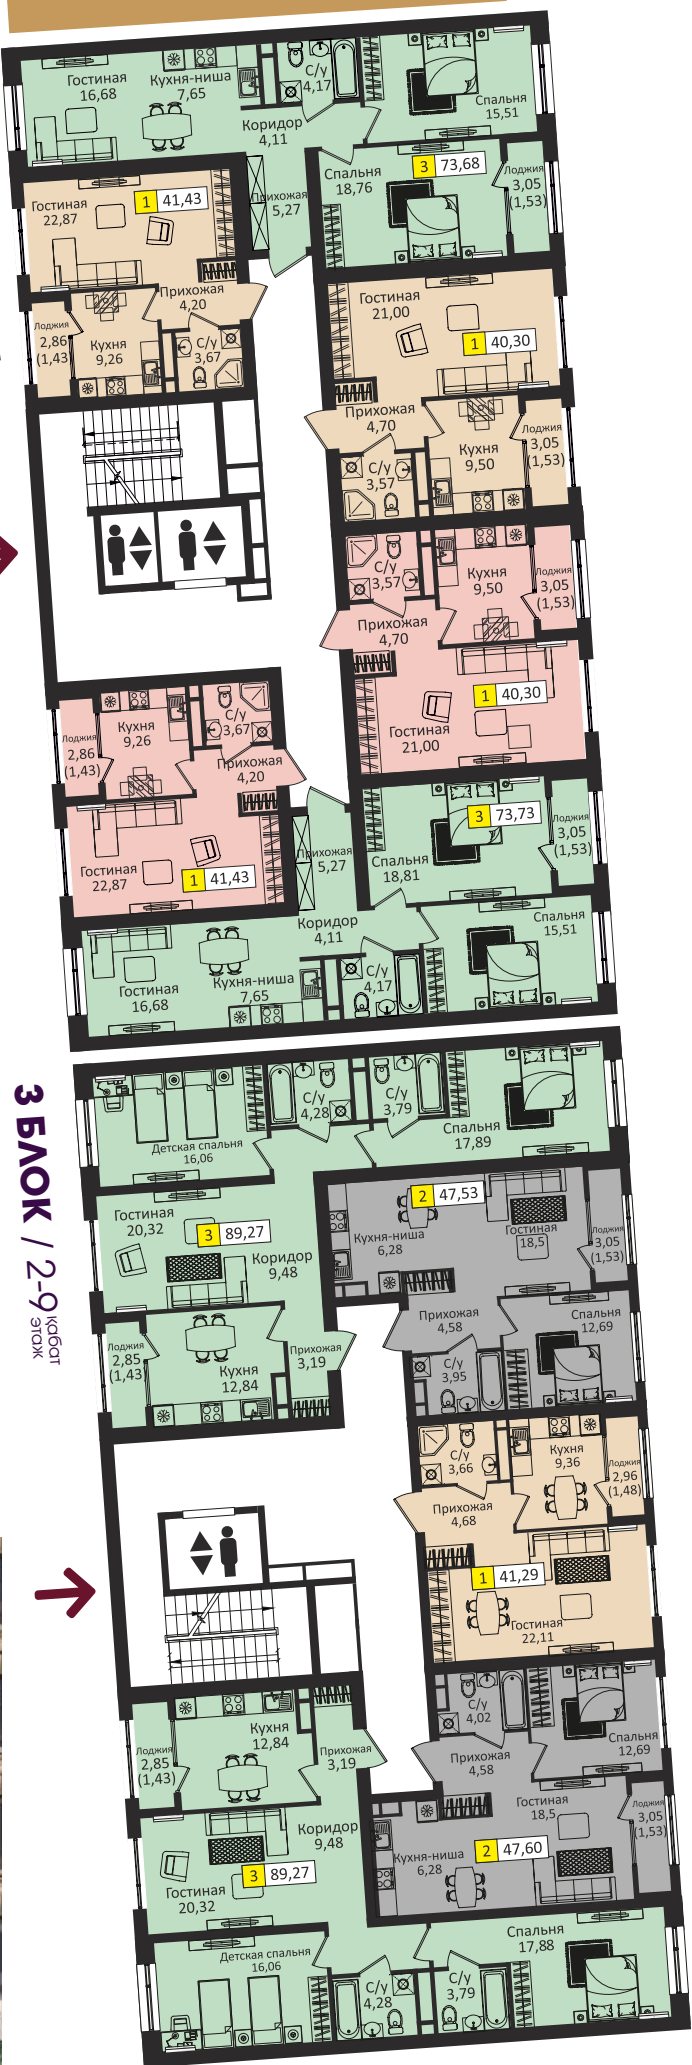 Гостиная
16,68
Кухня-ниша
7,65
С/у
4,17
Спальня
15,51
Коридор
4,11
Прихожая
5,27
Спальня
18,76
3 73,68
Лоджия
3,05
(1,53)
Гостиная
22,87
1 41,43
Прихожая
4,20
Лоджия
2,86
(1,43)
Кухня
9,26
С/у
3,67
Гостиная
21,00
1 40,30
Прихожая
4,70
Кухня
9,50
Лоджия
3,05
(1,53)
С/у
3,57
С/у
3,57
Кухня
9,50
Лоджия
3,05
(1,53)
Прихожая
4,70
1 40,30
Гостиная
21,00
Лоджия
2,86
(1,43)
Кухня
9,26
С/у
3,67
Прихожая
4,20
Гостиная
22,87
1 41,43
Прихожая
5,27
3 73,73
Спальня
18,81
Лоджия
3,05
(1,53)
Коридор
4,11
Спальня
15,51
Гостиная
16,68
Кухня-ниша
7,65
С/у
4,17
3 БЛОК / 2-9 қабат
этаж
Детская спальня
16,06
С/у
4,28
С/у
3,79
Спальня
17,89
Гостиная
20,32
3 89,27
Коридор
9,48
2 47,53
Кухня-ниша
6,28
Гостиная
18,5
Лоджия
3,05
(1,53)
Лоджия
2,85
(1,43)
Кухня
12,84
Прихожая
3,19
Прихожая
4,58
С/у
3,95
Спальня
12,69
С/у
3,66
Кухня
9,36
Лоджия
2,96
(1,48)
Прихожая
4,68
1 41,29
Гостиная
22,11
Лоджия
2,85
(1,43)
Кухня
12,84
Прихожая
3,19
С/у
4,02
Спальня
12,69
Прихожая
4,58
Гостиная
18,5
Лоджия
3,05
(1,53)
Коридор
9,48
Кухня-ниша
6,28
2 47,60
3 89,27
Гостиная
20,32
Детская спальня
16,06
С/у
4,28
С/у
3,79
Спальня
17,88